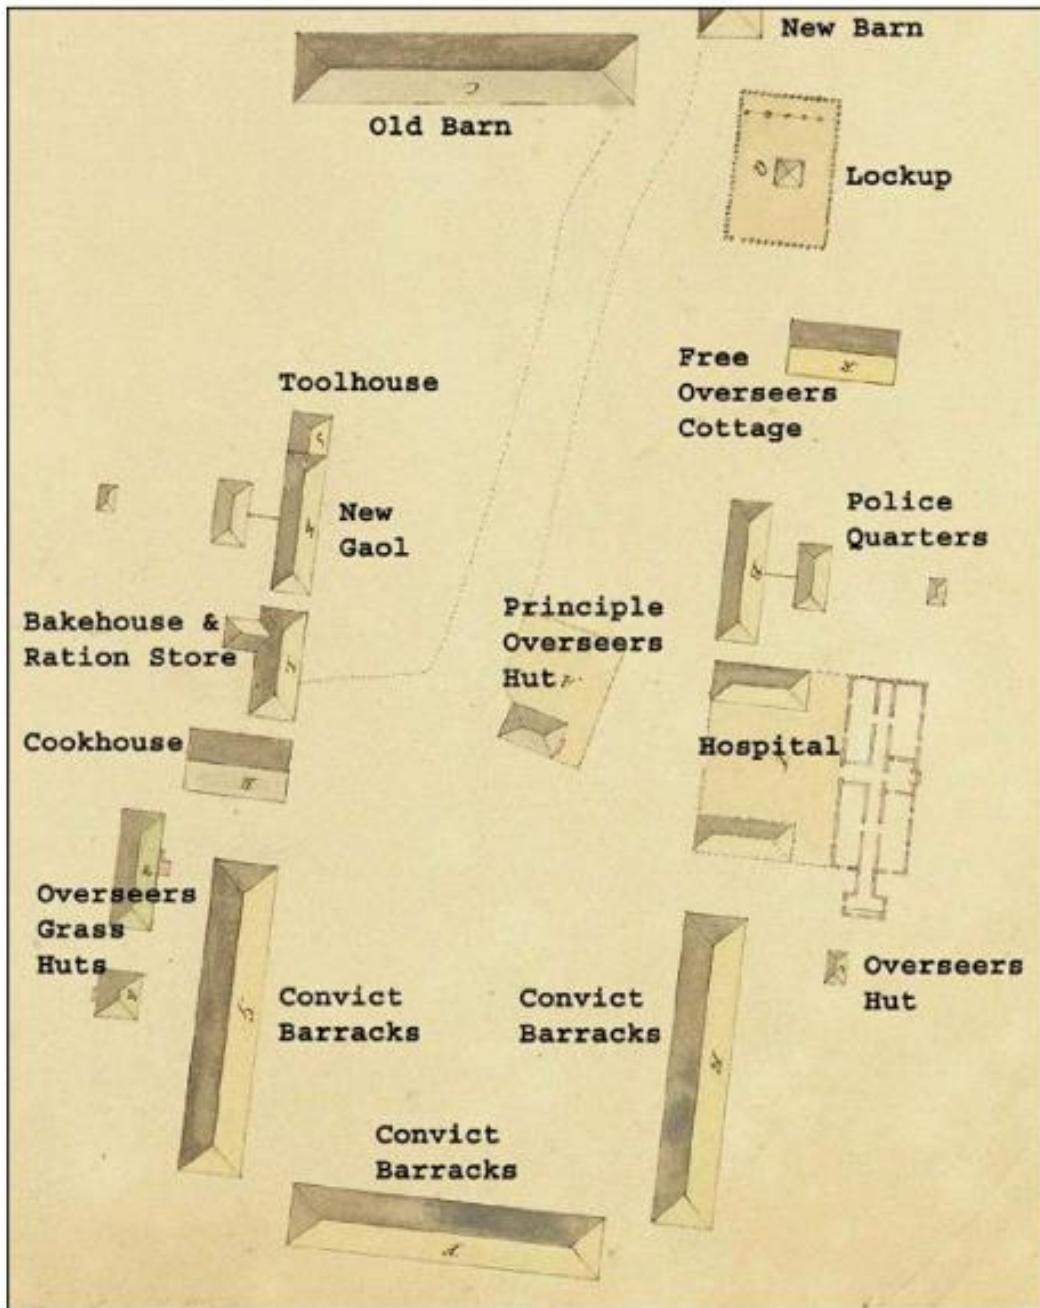 New Barn
Old Barn
Lockup
Free
Overseers
Cottage
Toolhouse
New
Gaol
Police
Quarters
Principle
Overseers
Hut
Bakehouse &
Ration Store
Cookhouse
Hospital
Overseers
Grass
Huts
Convict
Barracks
Convict
Barracks
Overseers
Hut
Convict
Barracks